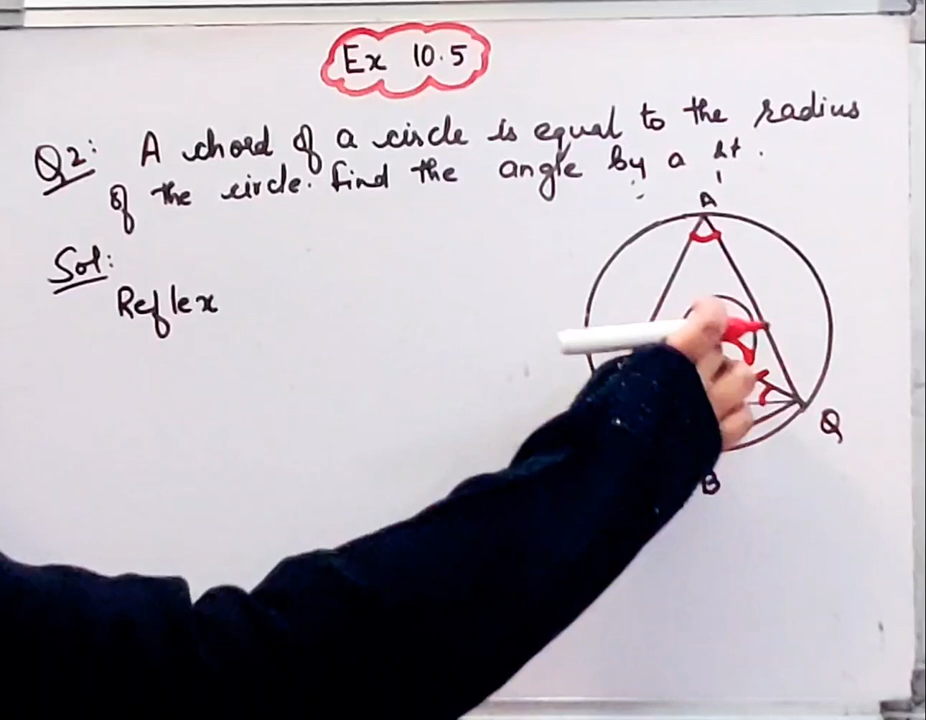 Ex 10.5
Q2: A chord of a circle is equal to the radius
of the circle. find the angle by a
Sol:
Reflex
A
Q
B